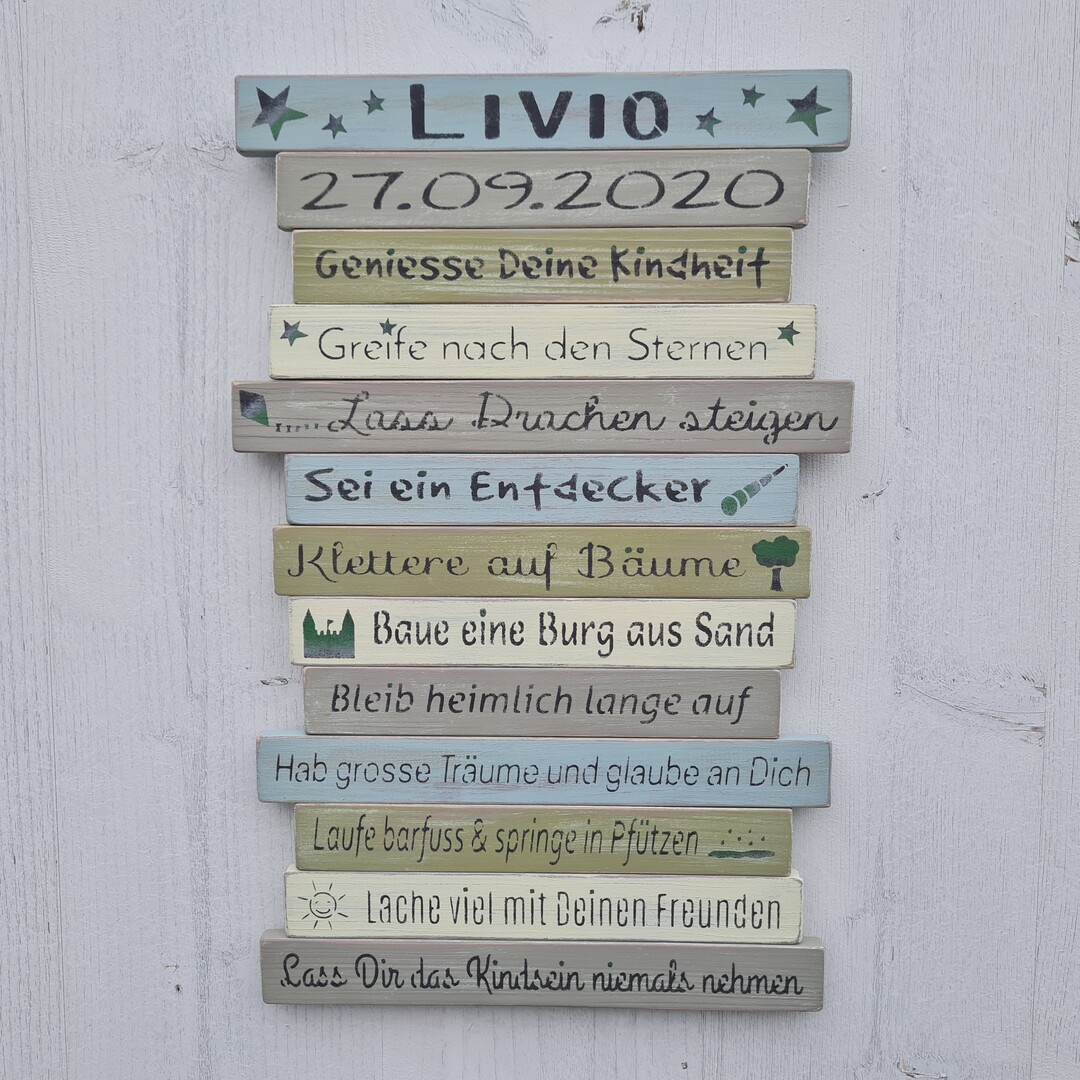 LIVIO
27.09.2020
Geniesse Deine Kindheit
Greife nach den Sternen
Lass Drachen steigen
Sei ein Entdecker
Klettere auf Bäume
Baue eine Burg aus Sand
Bleib heimlich lange auf
Hab grosse Träume und glaube an Dich
Laufe barfuss & springe in Pfützen
Lache viel mit Deinen Freunden
Lass Dir das Kindsein niemals nehmen